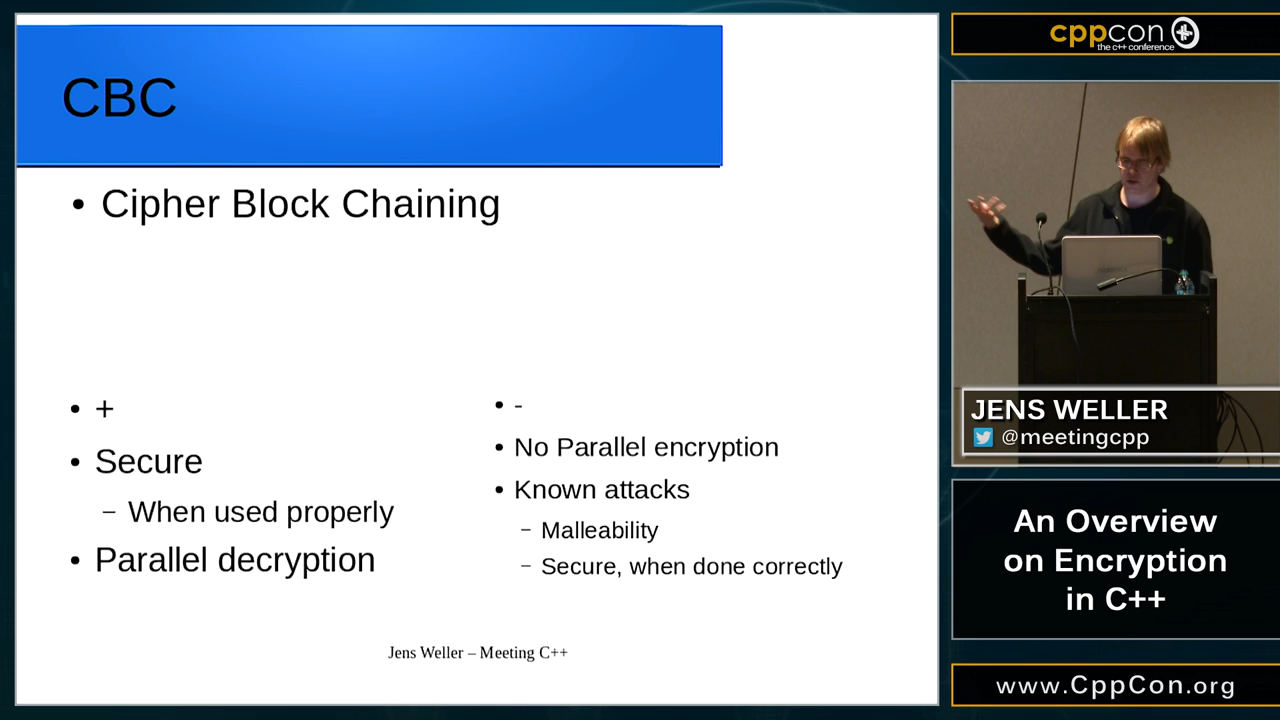 CBC
• Cipher Block Chaining
• +
• Secure
– When used properly
• Parallel decryption
• -
• No Parallel encryption
• Known attacks
– Malleability
– Secure, when done correctly
Jens Weller – Meeting C++
cppcon
the c++ conference
JENS WELLER
@meetingcpp
An Overview
on Encryption
in C++
www.CppCon.org